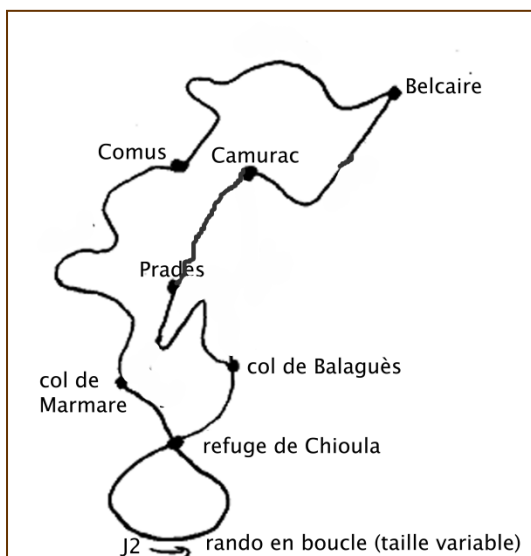 Belcaire
Comus
Camurac
Prades
col de Balaguès
col de
Marmare
refuge de Chioula
J2 rando en boucle (taille variable)